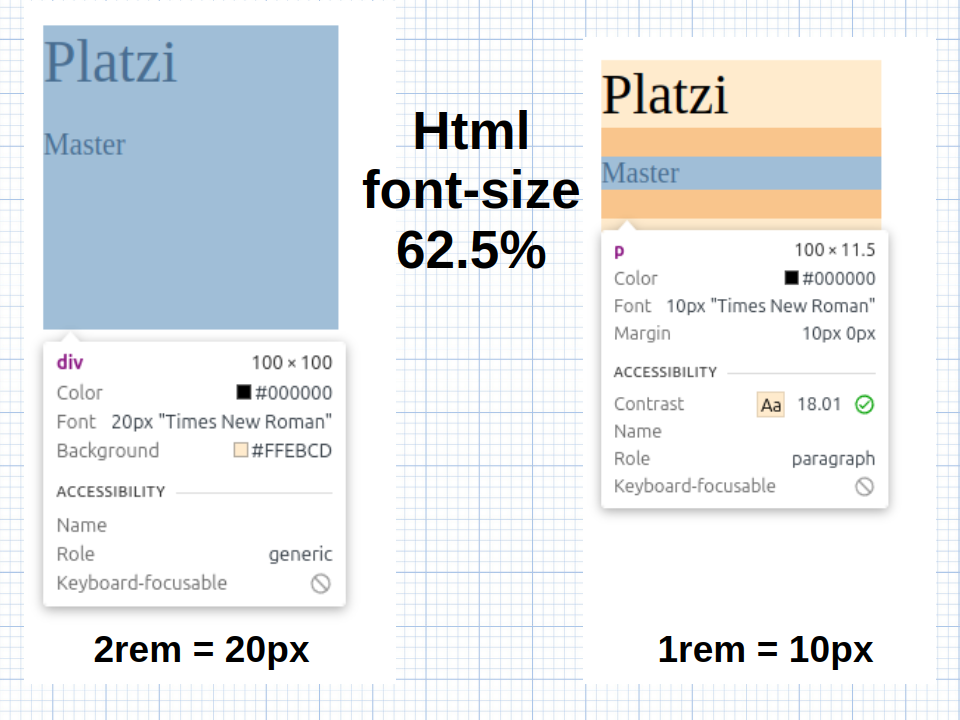 Platzi
Master
div 100 × 100
Color #000000
Font 20px "Times New Roman"
Background #FFEBCD
ACCESSIBILITY
Name
Role generic
Keyboard-focusable
2rem = 20px
Html
font-size
62.5%
Platzi
Master
p 100 × 11.5
Color #000000
Font 10px "Times New Roman"
Margin 10px 0px
ACCESSIBILITY
Contrast Aa 18.01
Name
Role paragraph
Keyboard-focusable
1rem = 10px